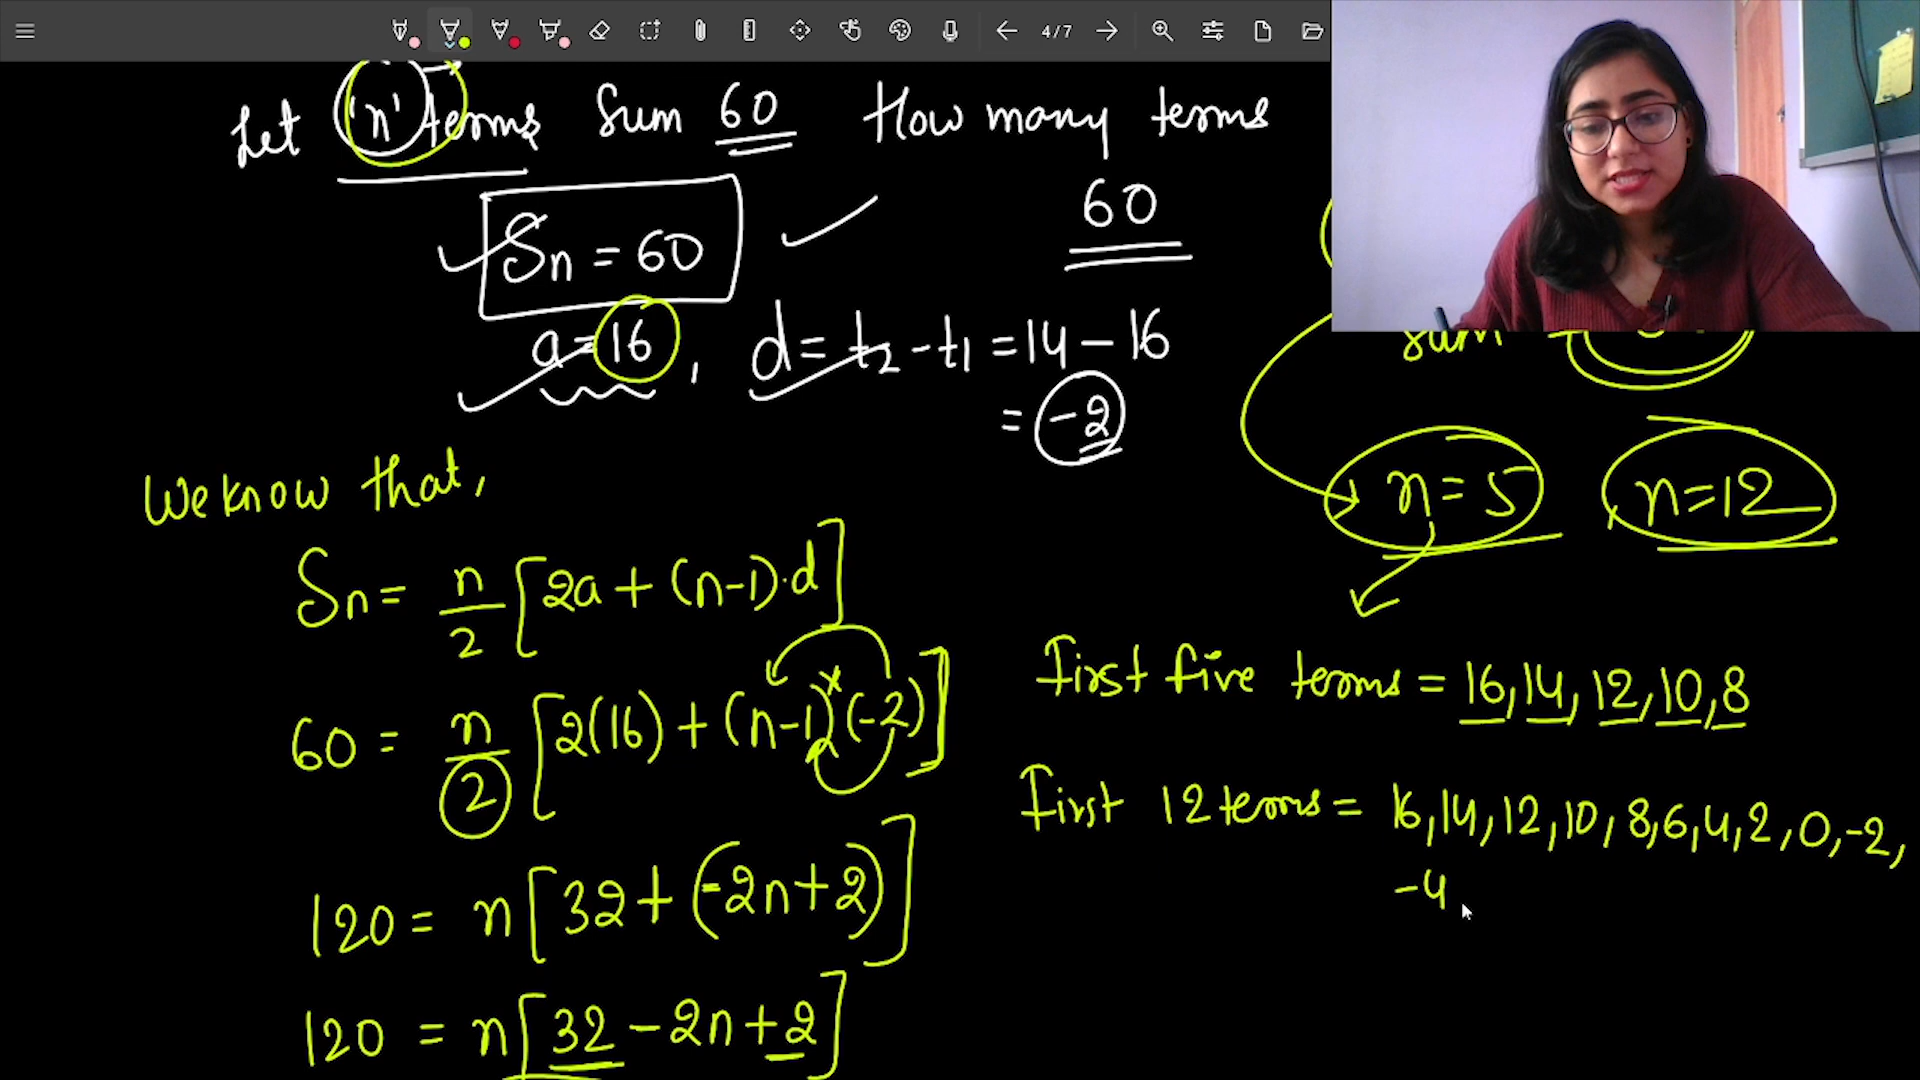 4/7
Let 'n' terms Sum 60 How many terms
Sn = 60
60
a=16, d = t2 - t1 = 14 - 16
= -2
sum
n=5 n=12
We know that,
Sn = n/2 [2a + (n-1)·d]
60 = n/2 [2(16) + (n-1)×(-2)]
First five terms = 16, 14, 12, 10, 8
First 12 terms = 16, 14, 12, 10, 8, 6, 4, 2, 0, -2,
-4
120 = n[32 + (-2n+2)]
120 = n[32 - 2n + 2]